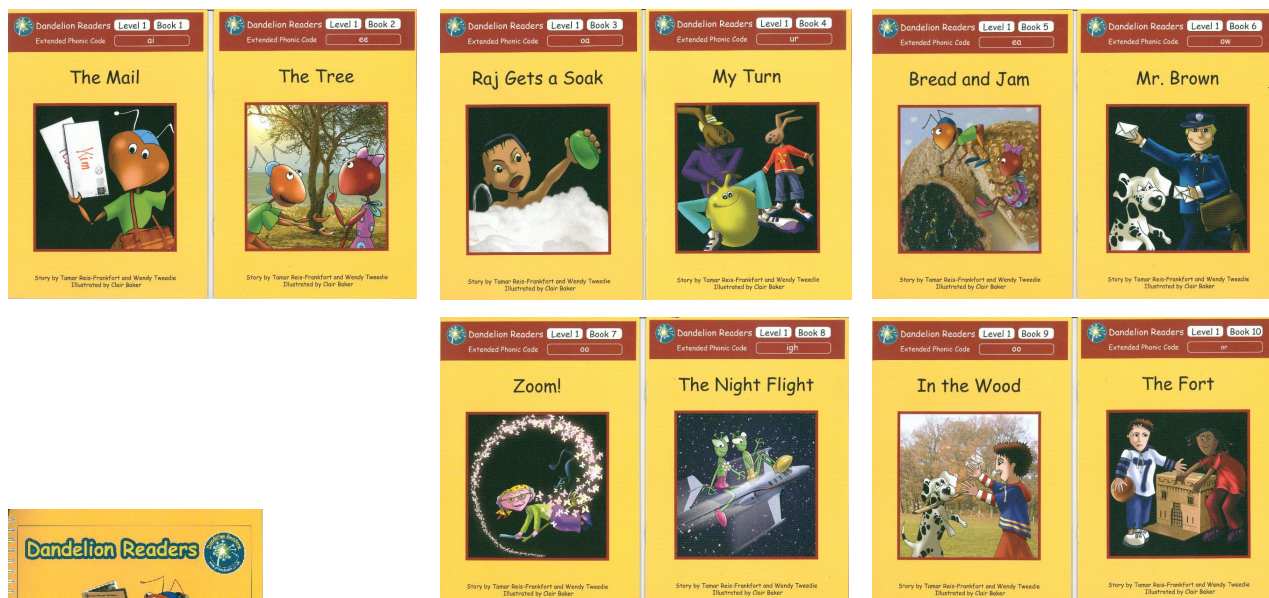 Dandelion Readers Level 1 Book 1
Extended Phonic Code ai
The Mail
Kim
Story by Tamar Reis-Frankfort and Wendy Tweedie
Illustrated by Clair Baker
Dandelion Readers Level 1 Book 2
Extended Phonic Code ee
The Tree
Story by Tamar Reis-Frankfort and Wendy Tweedie
Illustrated by Clair Baker
Dandelion Readers Level 1 Book 3
Extended Phonic Code oa
Raj Gets a Soak
Story by Tamar Reis-Frankfort and Wendy Tweedie
Illustrated by Clair Baker
Dandelion Readers Level 1 Book 4
Extended Phonic Code ur
My Turn
Story by Tamar Reis-Frankfort and Wendy Tweedie
Illustrated by Clair Baker
Dandelion Readers Level 1 Book 5
Extended Phonic Code ea
Bread and Jam
Story by Tamar Reis-Frankfort and Wendy Tweedie
Illustrated by Clair Baker
Dandelion Readers Level 1 Book 6
Extended Phonic Code ow
Mr. Brown
Story by Tamar Reis-Frankfort and Wendy Tweedie
Illustrated by Clair Baker
Dandelion Readers Level 1 Book 7
Extended Phonic Code oo
Zoom!
Story by Tamar Reis-Frankfort and Wendy Tweedie
Illustrated by Clair Baker
Dandelion Readers Level 1 Book 8
Extended Phonic Code igh
The Night Flight
Story by Tamar Reis-Frankfort and Wendy Tweedie
Illustrated by Clair Baker
Dandelion Readers Level 1 Book 9
Extended Phonic Code oo
In the Wood
Story by Tamar Reis-Frankfort and Wendy Tweedie
Illustrated by Clair Baker
Dandelion Readers Level 1 Book 10
Extended Phonic Code or
The Fort
Story by Tamar Reis-Frankfort and Wendy Tweedie
Illustrated by Clair Baker
Dandelion Readers